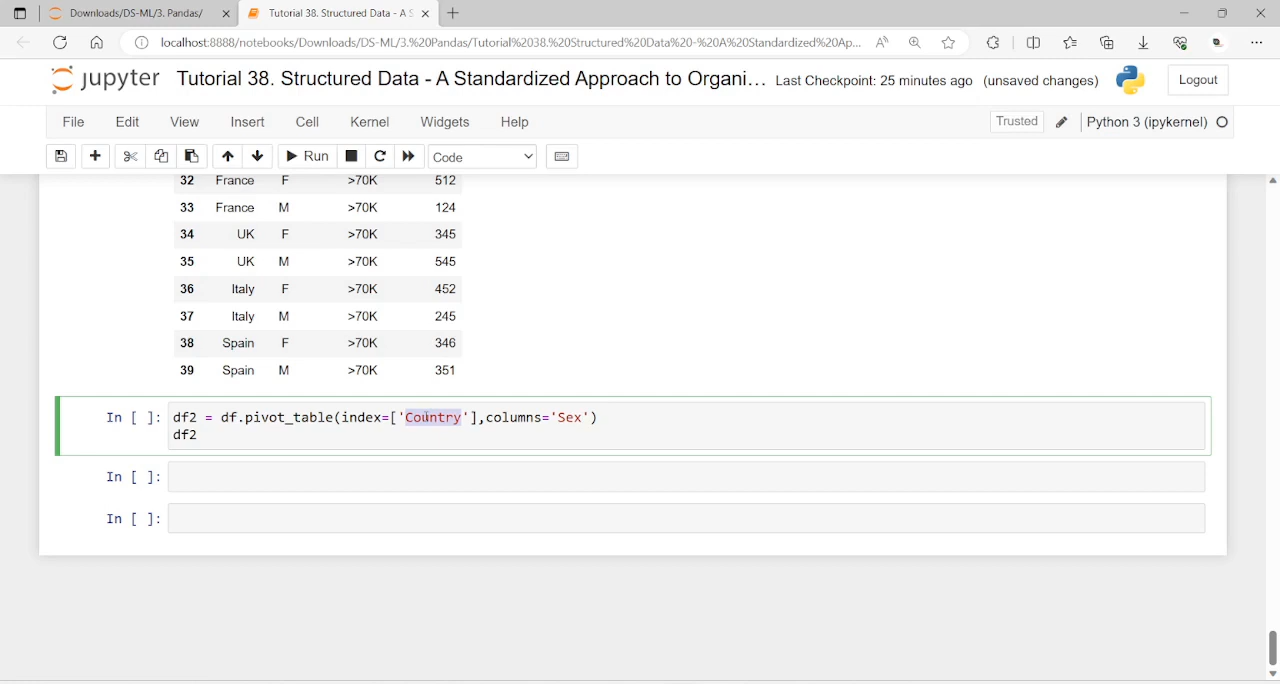 Downloads/DS-ML/3. Pandas/
Tutorial 38. Structured Data - A S
localhost:8888/notebooks/Downloads/DS-ML/3.%20Pandas/Tutorial%2038.%20Structured%20Data%20-%20A%20Standardized%20Ap...
jupyter Tutorial 38. Structured Data - A Standardized Approach to Organi... Last Checkpoint: 25 minutes ago (unsaved changes) Logout
File Edit View Insert Cell Kernel Widgets Help Trusted Python 3 (ipykernel)
Run Code
32 France F >70K 512
33 France M >70K 124
34 UK F >70K 345
35 UK M >70K 545
36 Italy F >70K 452
37 Italy M >70K 245
38 Spain F >70K 346
39 Spain M >70K 351
In [ ]: df2 = df.pivot_table(index=['Country'],columns='Sex')
df2
In [ ]:
In [ ]: